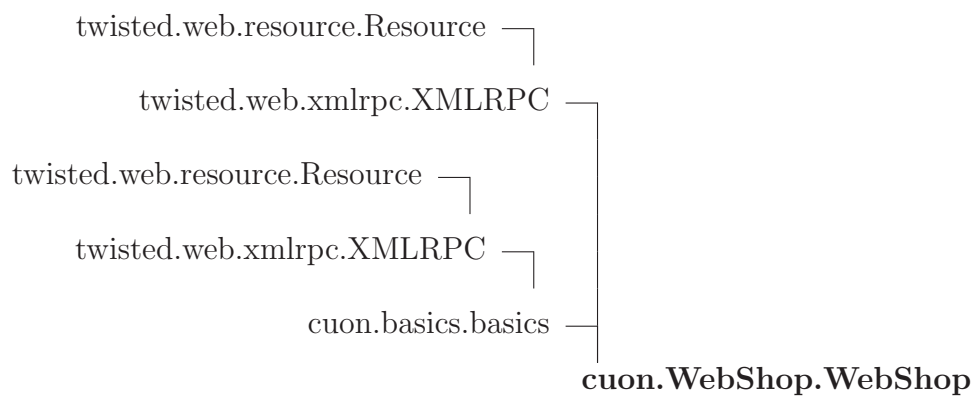 twisted.web.resource.Resource
twisted.web.xmlrpc.XMLRPC
twisted.web.resource.Resource
twisted.web.xmlrpc.XMLRPC
cuon.basics.basics
cuon.WebShop.WebShop